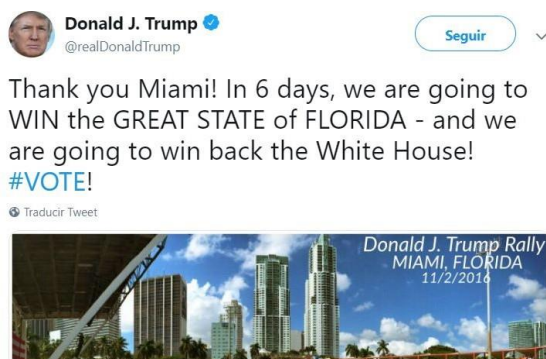 Donald J. Trump
@realDonaldTrump
Seguir
Thank you Miami! In 6 days, we are going to
WIN the GREAT STATE of FLORIDA - and we
are going to win back the White House!
#VOTE!
Traducir Tweet
Donald J. Trump Rally
MIAMI, FLORIDA
11/2/2016